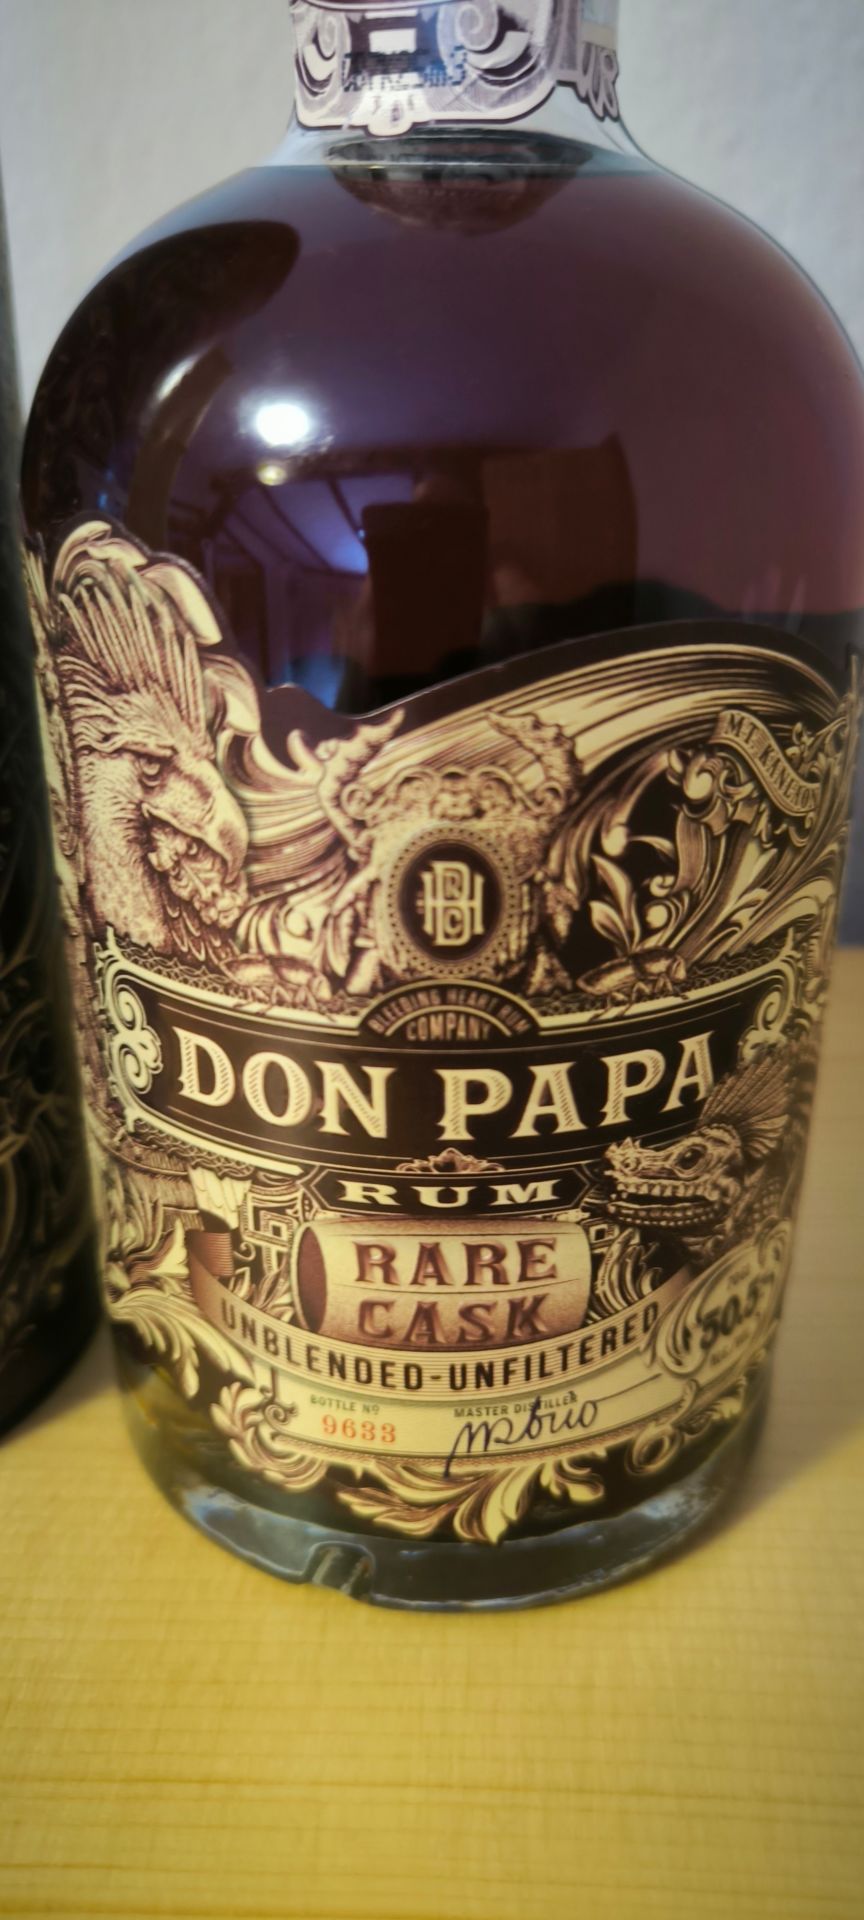 MT. KANLAON
BLEEDING HEART RUM
COMPANY
DON PAPA
RUM
RARE
CASK
UNBLENDED-UNFILTERED
50.5%
BOTTLE Nº
9633
MASTER DISTILLER